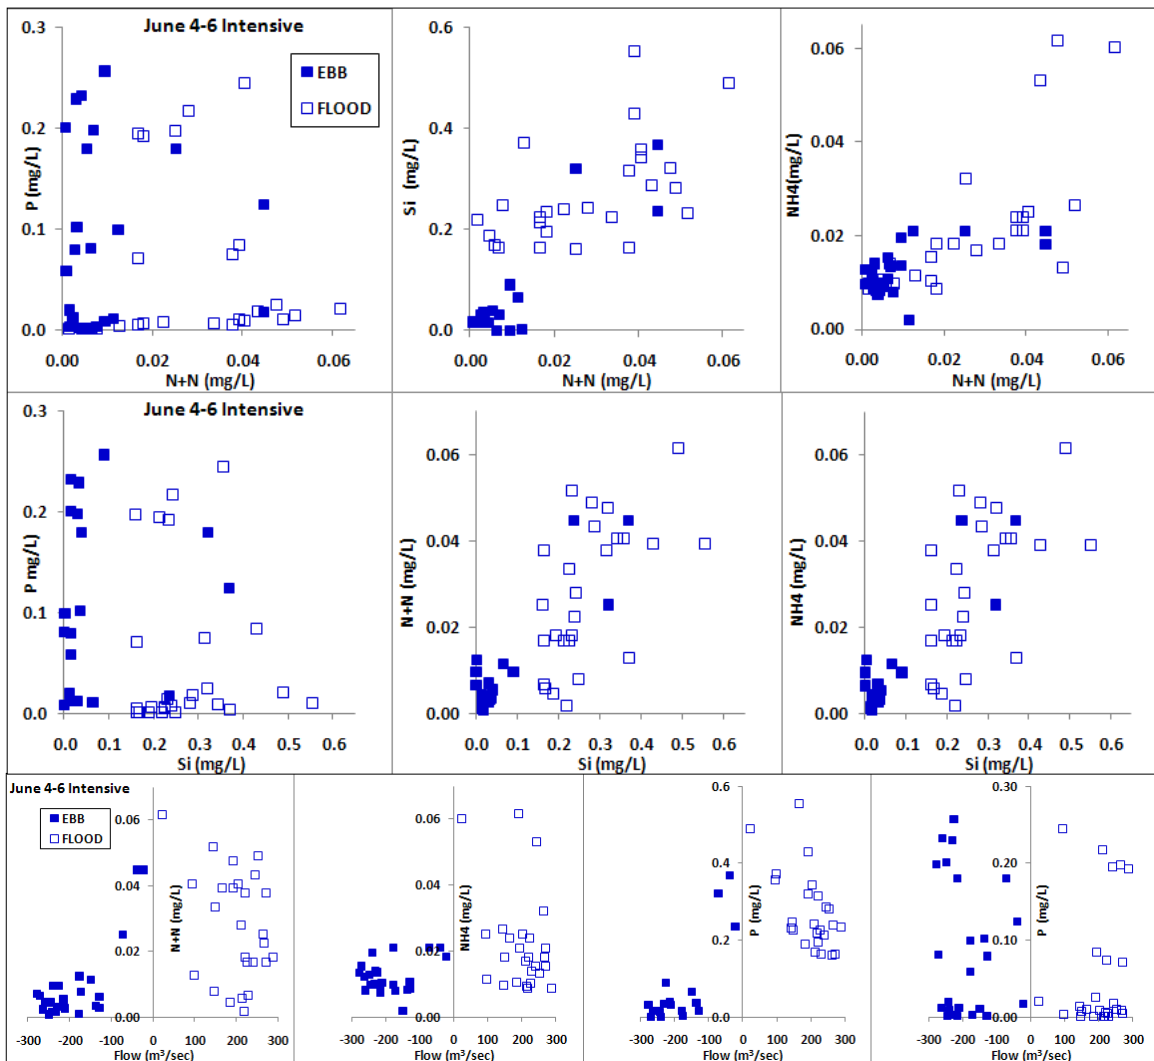 June 4-6 Intensive
0.3
0.2
0.1
0.0
P (mg/L)
EBB
FLOOD
0.00 0.02 0.04 0.06
N+N (mg/L)
0.6
0.4
0.2
0.0
Si (mg/L)
0.00 0.02 0.04 0.06
N+N (mg/L)
0.06
0.04
0.02
0.00
NH4(mg/L)
0.00 0.02 0.04 0.06
N+N (mg/L)
June 4-6 Intensive
0.3
0.2
0.1
0.0
P mg/L)
0.0 0.1 0.2 0.3 0.4 0.5 0.6
Si (mg/L)
0.06
0.04
0.02
0.00
N+N (mg/L)
0.0 0.1 0.2 0.3 0.4 0.5 0.6
Si (mg/L)
0.06
0.04
0.02
0.00
NH4 (mg/L)
0.0 0.1 0.2 0.3 0.4 0.5 0.6
Si (mg/L)
June 4-6 Intensive
EBB
FLOOD
0.06
0.04
0.02
0.00
N+N (mg/L)
-300 -200 -100 0 100 200 300
Flow (m³/sec)
0.06
0.04
0.02
0.00
NH4 (mg/L)
-300 -200 -100 0 100 200 300
Flow (m³/sec)
0.6
0.4
0.2
0.0
P (mg/L)
-300 -200 -100 0 100 200 300
Flow (m³/sec)
0.30
0.20
0.10
0.00
P (mg/L)
-300 -200 -100 0 100 200 300
Flow (m³/sec)